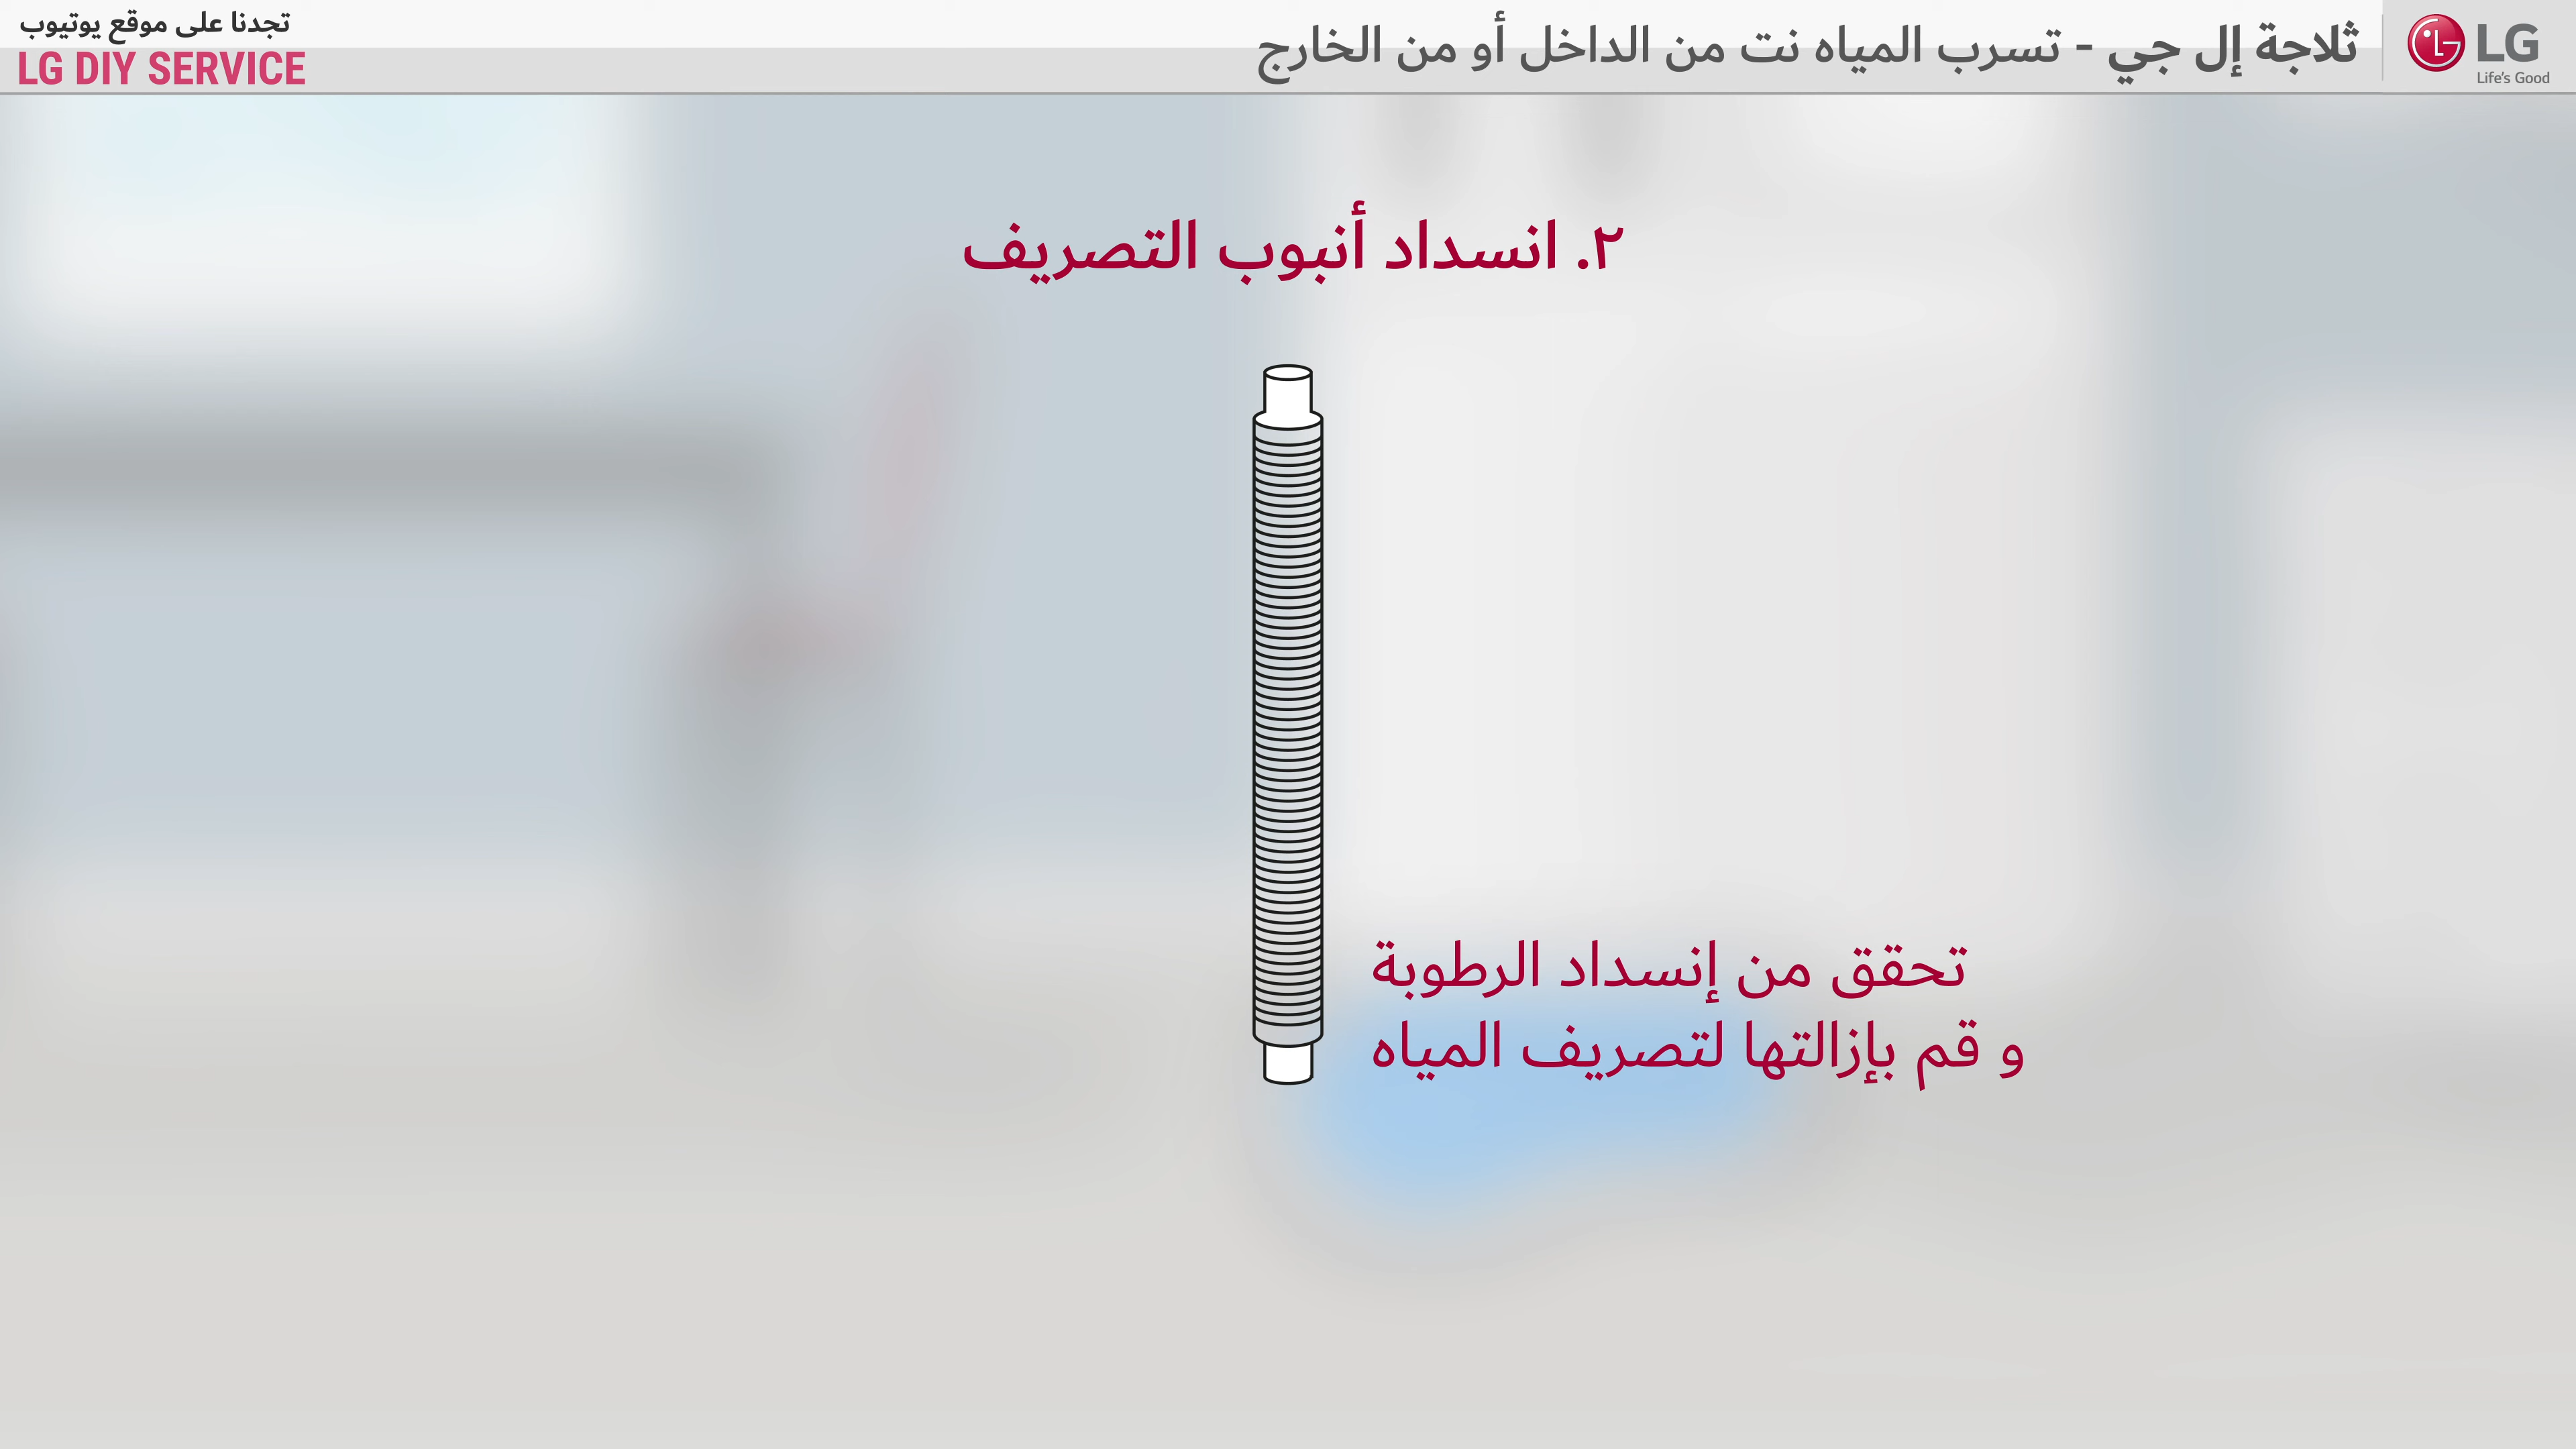 LG
Life's Good
ثلاجة إل جي - تسرب المياه نت من الداخل أو من الخارج
تجدنا على موقع يوتيوب
LG DIY SERVICE
٢. انسداد أنبوب التصريف
تحقق من إنسداد الرطوبة
و قم بإزالتها لتصريف المياه